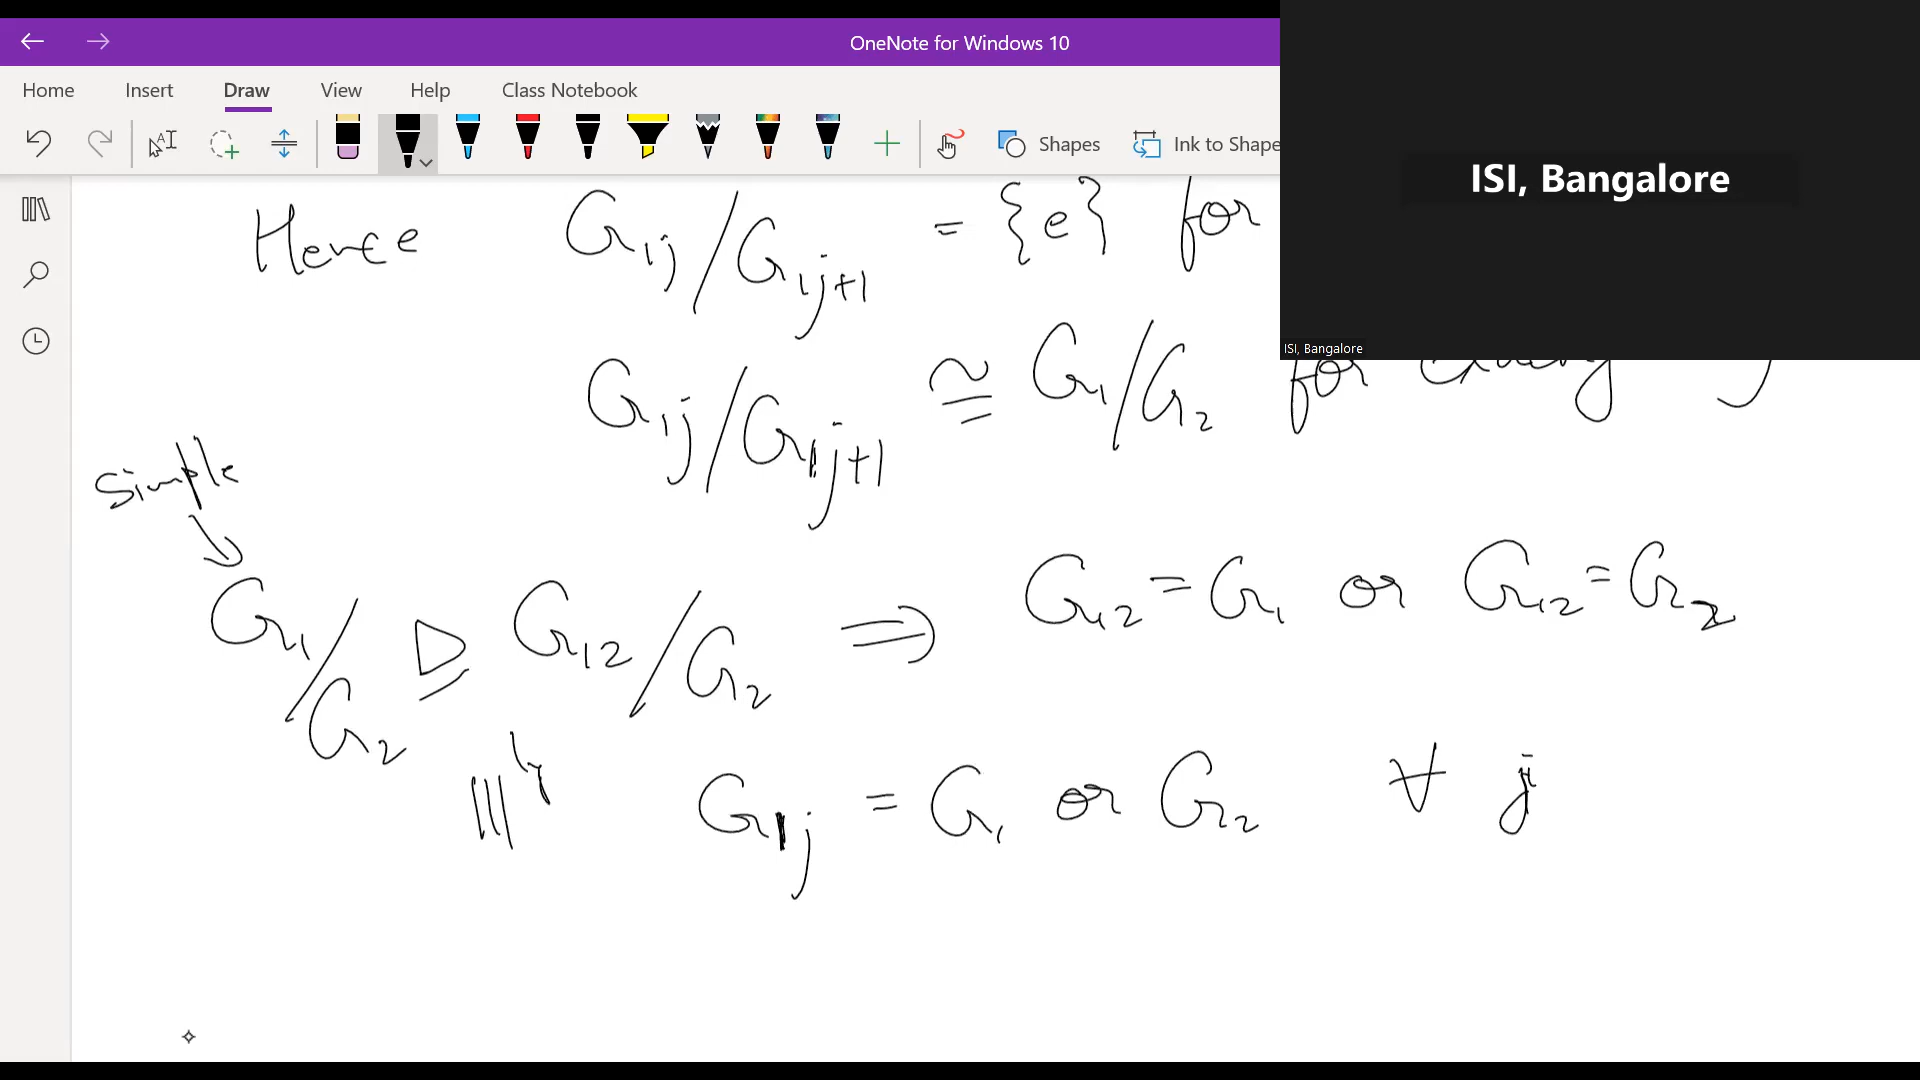 OneNote for Windows 10
Home Insert Draw View Help Class Notebook
Shapes Ink to Shape
ISI, Bangalore
ISI, Bangalore
Hence G₁ⱼ/G₁ⱼ₊₁ = {e} for
G₁ⱼ/G₁ⱼ₊₁ ≅ G₁/G₂ for
Simple
↓
G₁/G₂ ⊵ G₁₂/G₂ ⇒ G₁₂ = G₁ or G₁₂ = G₂
|||ly G₁ⱼ = G₁ or G₂ ∀ j